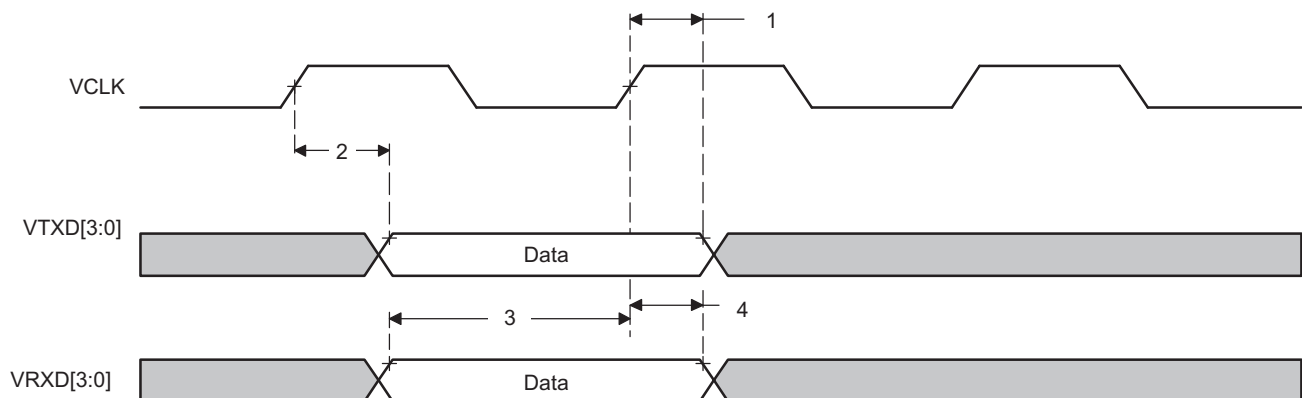 1
VCLK
2
VTXD[3:0]
Data
3
4
VRXD[3:0]
Data